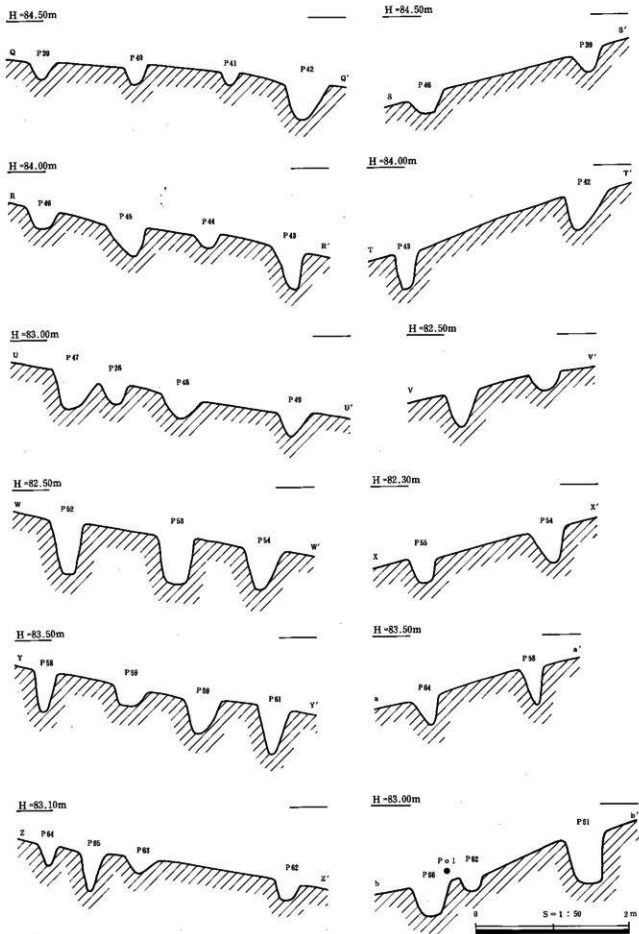 H=84.50m
Q P39 P40 P41 P42 Q'
H=84.50m
S P46 P39 S'
H=84.00m
R P46 P45 P44 P43 R'
H=84.00m
T P43 P42 T'
H=83.00m
U P47 P26 P48 P49 U'
H=82.50m
V V'
H=82.50m
W P52 P53 P54 W'
H=82.30m
X P55 P54 X'
H=83.50m
Y P58 P59 P60 P61 Y'
H=83.50m
a P64 P58 a'
H=83.10m
Z P64 P65 P63 P62 Z'
H=83.00m
b P66 Po1 P62 P61 b'
0 S=1:50 2m